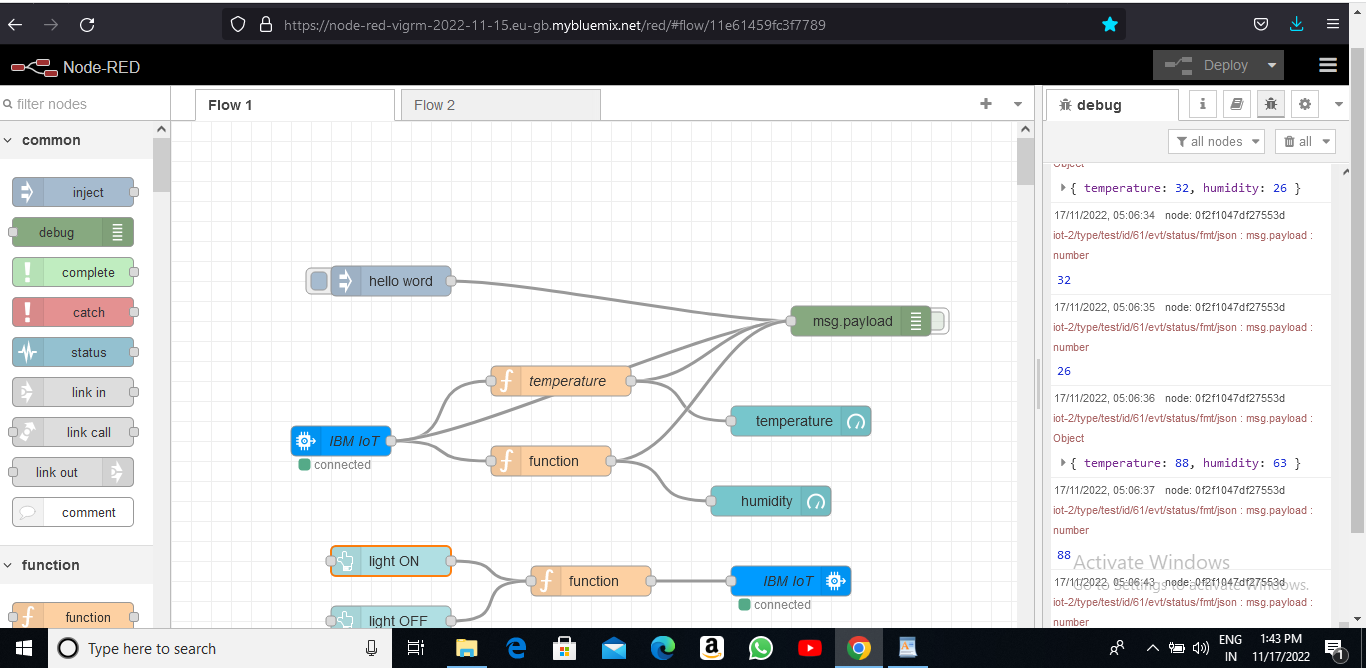 https://node-red-vigrm-2022-11-15.eu-gb.mybluemix.net/red/#flow/11e61459fc3f7789
Node-RED
Deploy
filter nodes
Flow 1
Flow 2
debug
i
all nodes
all
common
inject
debug
complete
catch
status
link in
link call
link out
comment
function
function
hello word
msg.payload
temperature
temperature
IBM IoT
connected
function
humidity
light ON
function
IBM IoT
connected
light OFF
Object
{ temperature: 32, humidity: 26 }
17/11/2022, 05:06:34 node: 0f2f1047df27553d
iot-2/type/test/id/61/evt/status/fmt/json : msg.payload :
number
32
17/11/2022, 05:06:35 node: 0f2f1047df27553d
iot-2/type/test/id/61/evt/status/fmt/json : msg.payload :
number
26
17/11/2022, 05:06:36 node: 0f2f1047df27553d
iot-2/type/test/id/61/evt/status/fmt/json : msg.payload :
Object
{ temperature: 88, humidity: 63 }
17/11/2022, 05:06:37 node: 0f2f1047df27553d
iot-2/type/test/id/61/evt/status/fmt/json : msg.payload :
number
88
Activate Windows
17/11/2022, 05:06:43 node: 0f2f1047df27553d
Go to Settings to activate Windows.
iot-2/type/test/id/61/evt/status/fmt/json : msg.payload :
number
Type here to search
ENG
IN
1:43 PM
11/17/2022
1